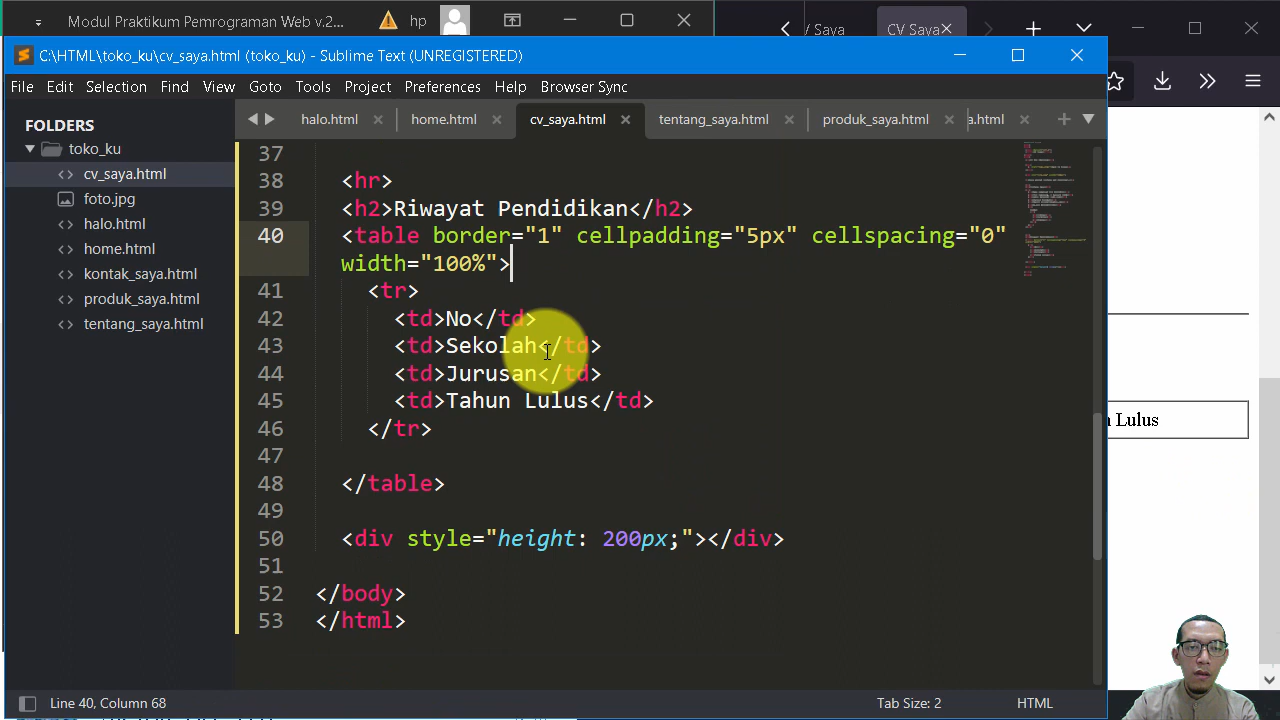 Modul Praktikum Pemrograman Web v.2...
hp
/ Saya
CV Saya
C:\HTML\toko_ku\cv_saya.html (toko_ku) - Sublime Text (UNREGISTERED)
File Edit Selection Find View Goto Tools Project Preferences Help Browser Sync
FOLDERS
toko_ku
cv_saya.html
foto.jpg
halo.html
home.html
kontak_saya.html
produk_saya.html
tentang_saya.html
halo.html home.html cv_saya.html tentang_saya.html produk_saya.html a.html
37
38 <hr>
39 <h2>Riwayat Pendidikan</h2>
40 <table border="1" cellpadding="5px" cellspacing="0"
width="100%">
41 <tr>
42 <td>No</td>
43 <td>Sekolah</td>
44 <td>Jurusan</td>
45 <td>Tahun Lulus</td>
46 </tr>
47
48 </table>
49
50 <div style="height: 200px;"></div>
51
52 </body>
53 </html>
Lulus
Line 40, Column 68
Tab Size: 2
HTML